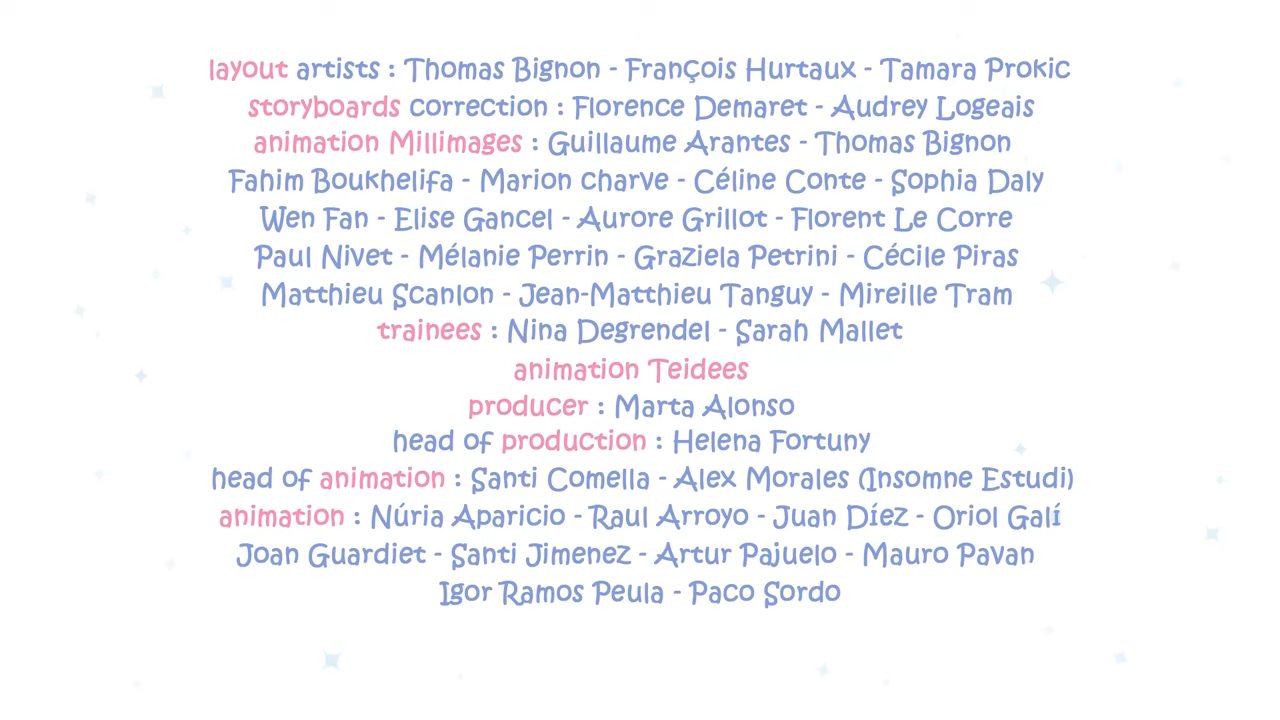 layout artists : Thomas Bignon - François Hurtaux - Tamara Prokic
storyboards correction : Florence Demaret - Audrey Logeais
animation Millimages : Guillaume Arantes - Thomas Bignon
Fahim Boukhelifa - Marion charve - Céline Conte - Sophia Daly
Wen Fan - Elise Gancel - Aurore Grillot - Florent Le Corre
Paul Nivet - Mélanie Perrin - Graziela Petrini - Cécile Piras
Matthieu Scanlon - Jean-Matthieu Tanguy - Mireille Tram
trainees : Nina Degrendel - Sarah Mallet
animation Teidees
producer : Marta Alonso
head of production : Helena Fortuny
head of animation : Santi Comella - Alex Morales (Insomne Estudi)
animation : Núria Aparicio - Raul Arroyo - Juan Díez - Oriol Galí
Joan Guardiet - Santi Jimenez - Artur Pajuelo - Mauro Pavan
Igor Ramos Peula - Paco Sordo